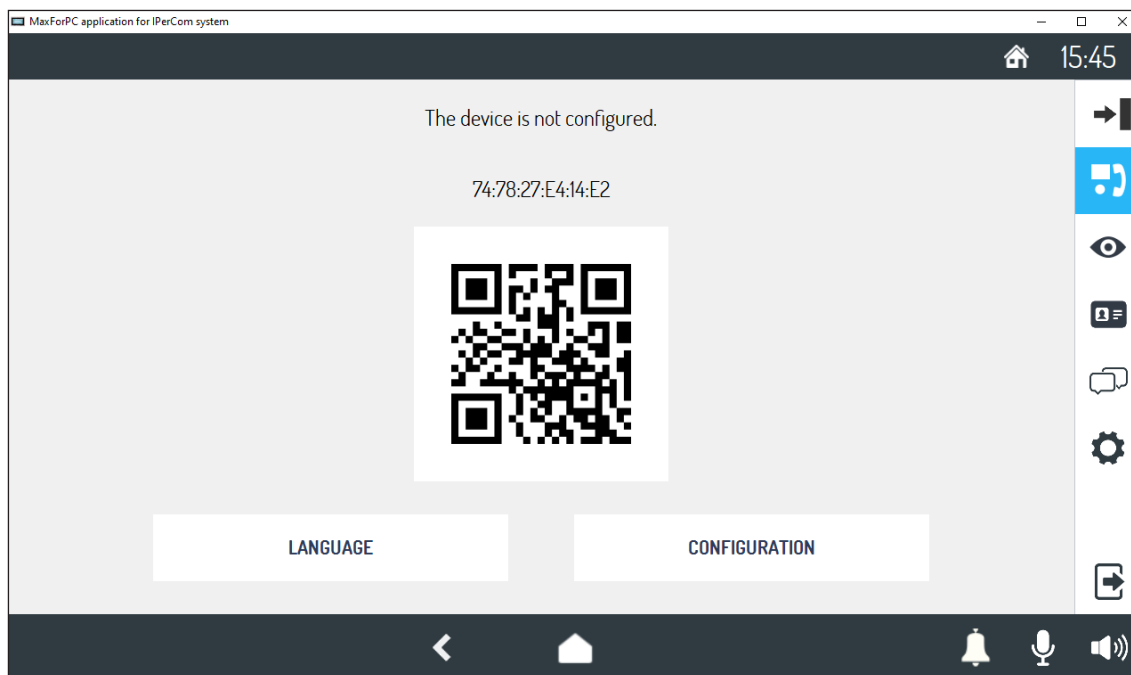 MaxForPC application for IPerCom system
15:45
The device is not configured.
74:78:27:E4:14:E2
LANGUAGE
CONFIGURATION